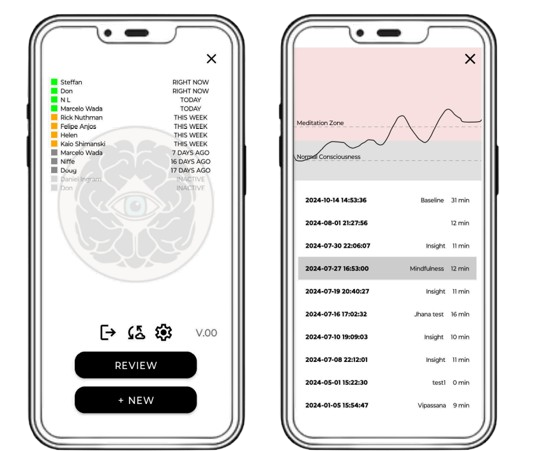 Steffan RIGHT NOW
Don RIGHT NOW
N L TODAY
Marcelo Wada TODAY
Rick Nuthman THIS WEEK
Felipe Anjos THIS WEEK
Helen THIS WEEK
Kaio Shimanski THIS WEEK
Marcelo Wada 7 DAYS AGO
Niffe 16 DAYS AGO
Doug 17 DAYS AGO
Daniel Ingram INACTIVE
Don INACTIVE
V.00
REVIEW
+ NEW
Meditation Zone
Normal Consciousness
2024-10-14 14:53:36 Baseline 31 min
2024-08-01 21:27:56 12 min
2024-07-30 22:06:07 Insight 11 min
2024-07-27 16:53:00 Mindfulness 12 min
2024-07-19 20:40:27 Insight 11 min
2024-07-16 17:02:32 Jhana test 16 min
2024-07-10 19:09:03 Insight 10 min
2024-07-08 22:12:01 Insight 11 min
2024-05-01 15:22:30 test1 0 min
2024-01-05 15:54:47 Vipassana 9 min